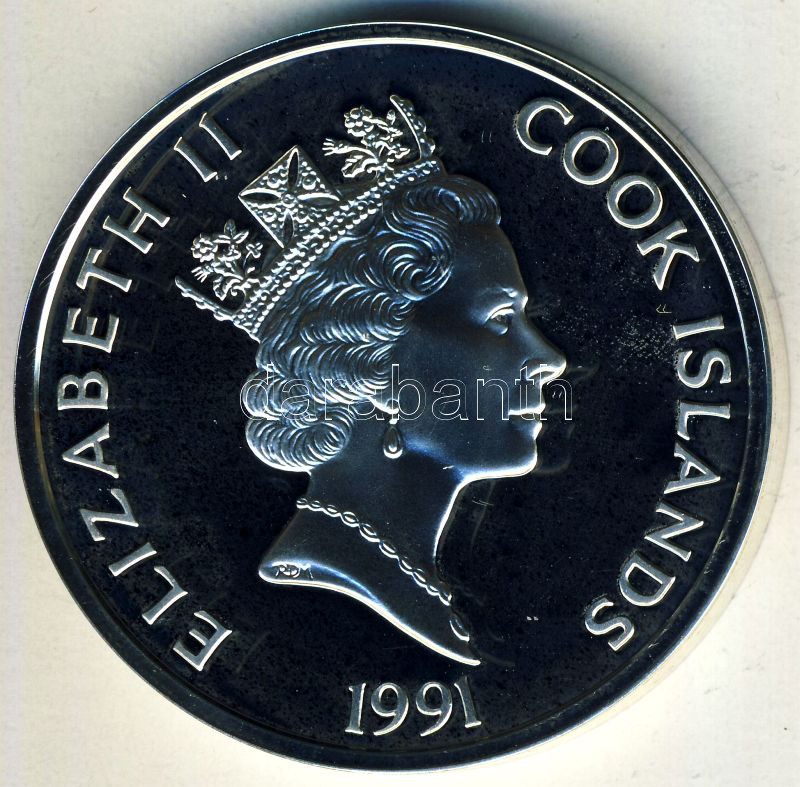 ELIZABETH II
COOK ISLANDS
darabanth
RDM
1991